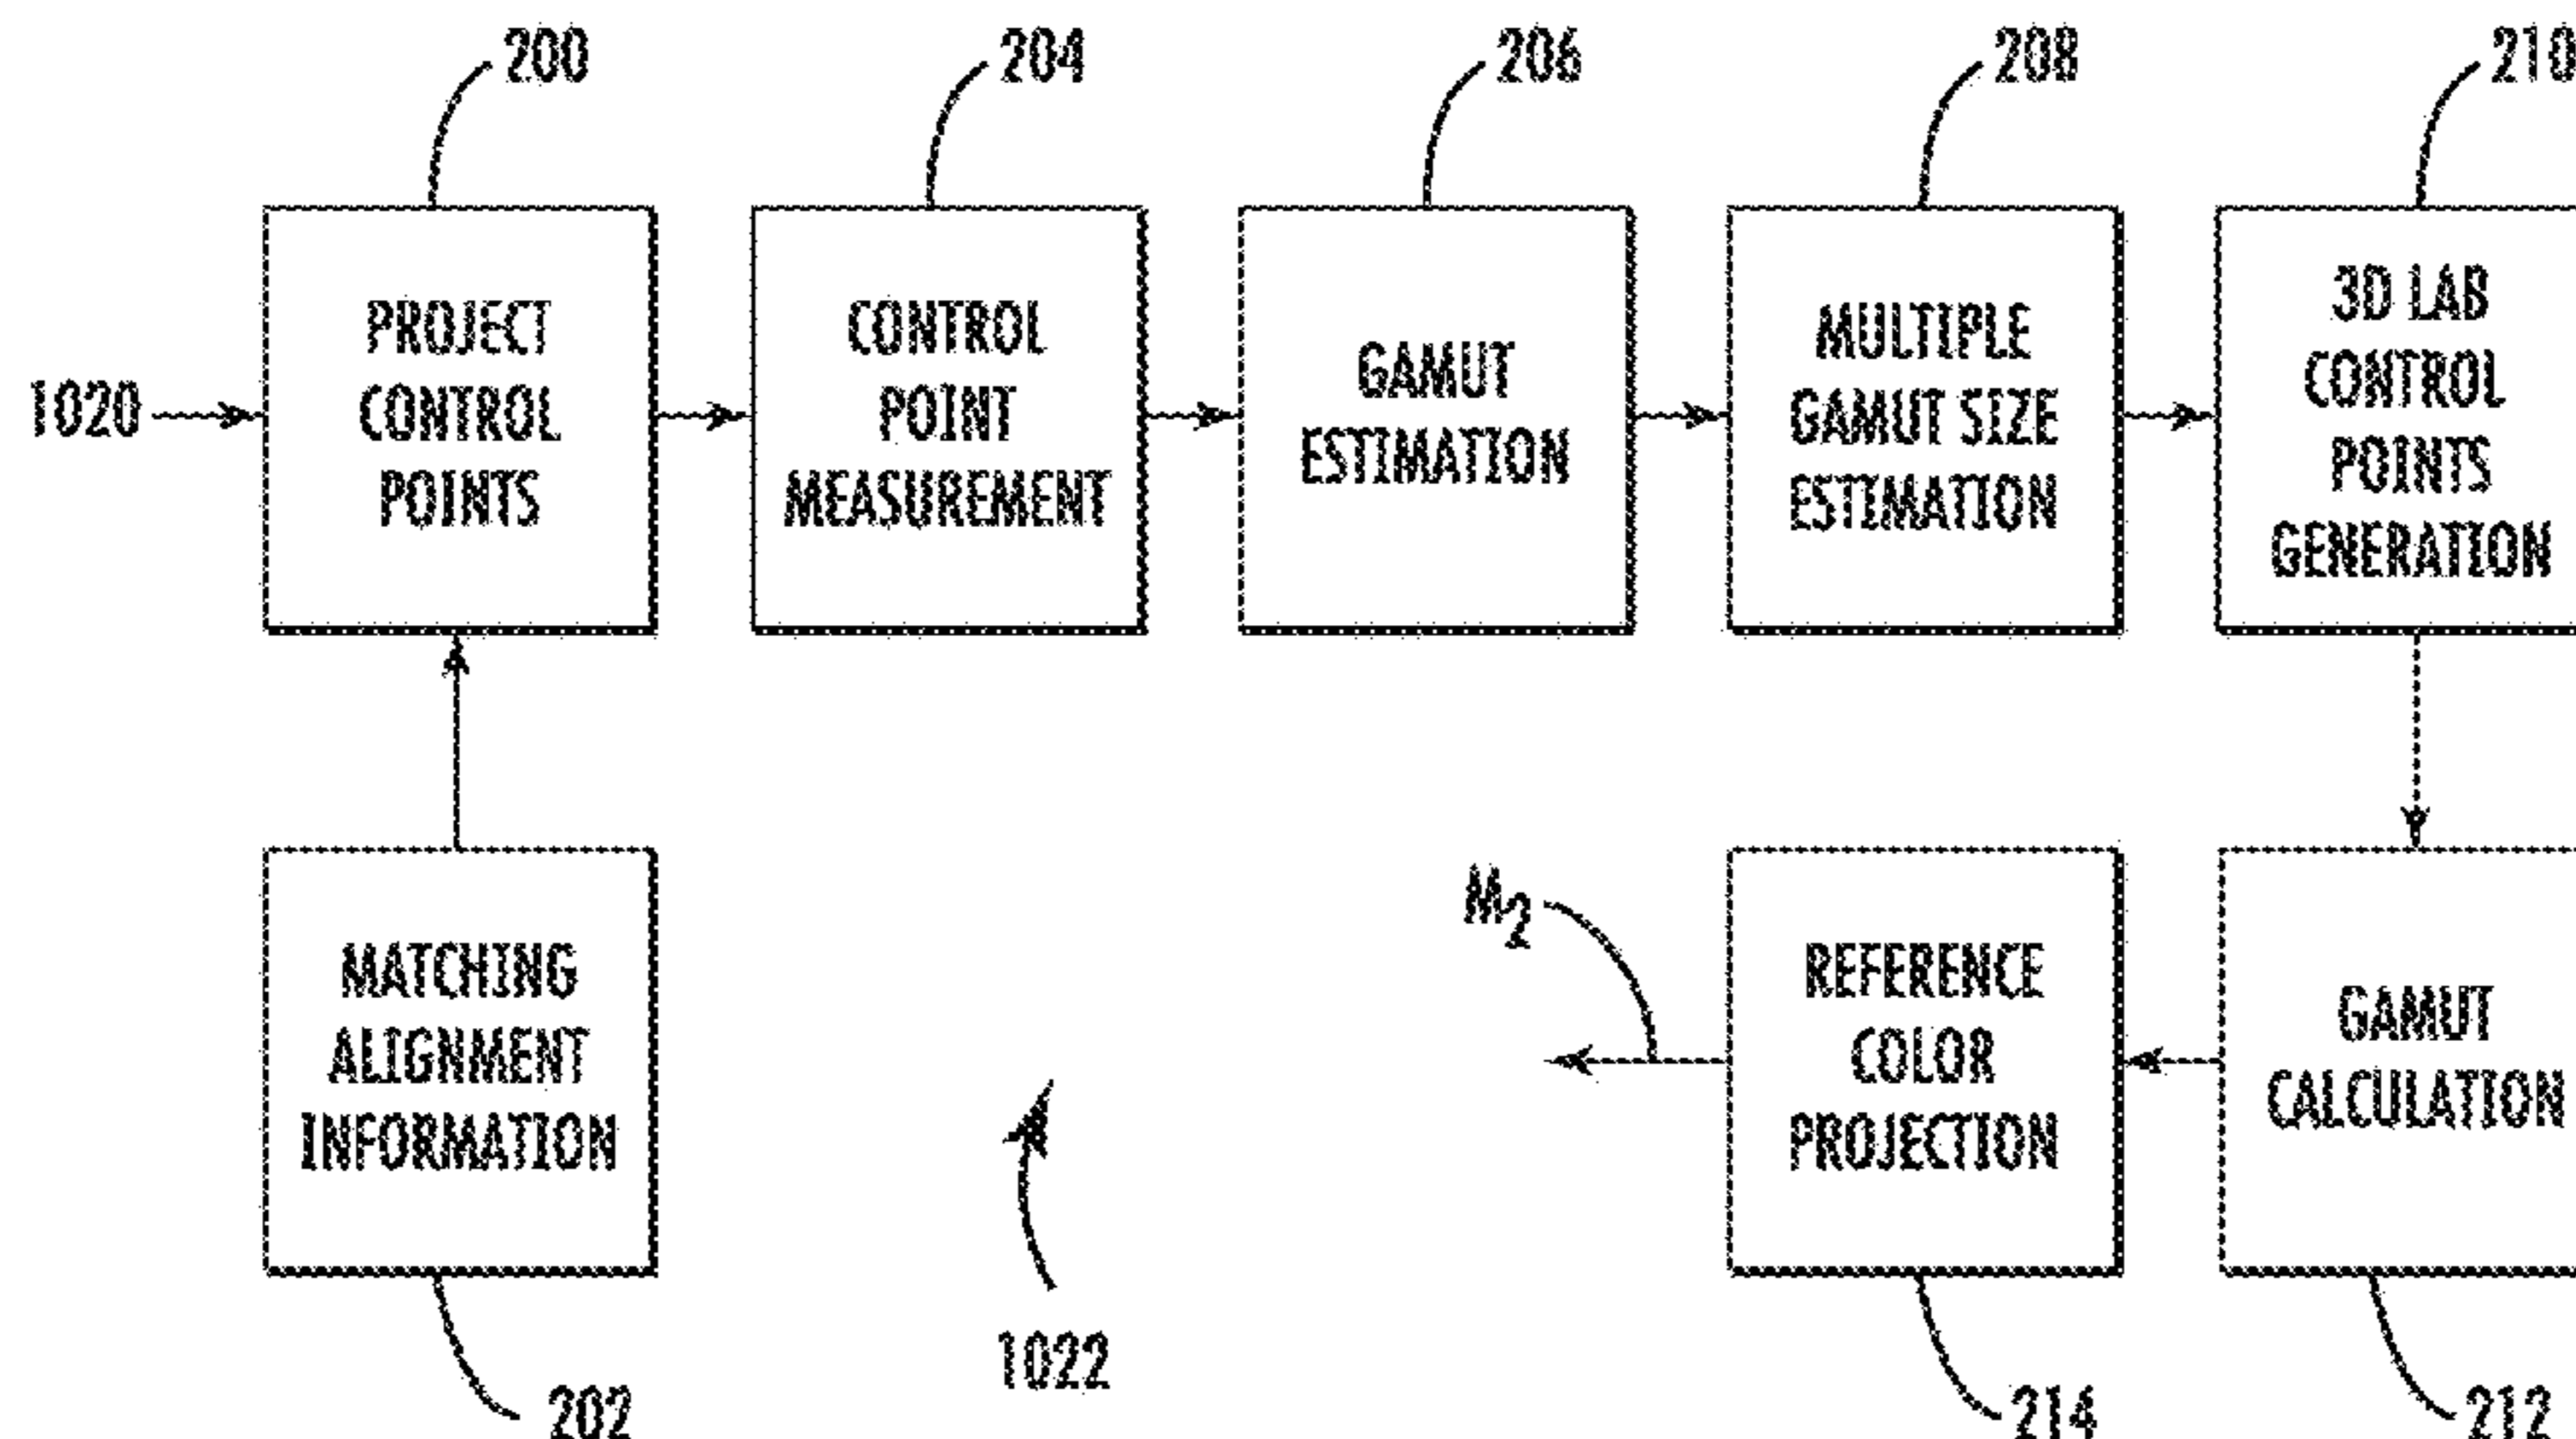 200
204
206
208
210
1020
PROJECT
CONTROL
POINTS
CONTROL
POINT
MEASUREMENT
GAMUT
ESTIMATION
MULTIPLE
GAMUT SIZE
ESTIMATION
3D LAB
CONTROL
POINTS
GENERATION
MATCHING
ALIGNMENT
INFORMATION
M2
REFERENCE
COLOR
PROJECTION
GAMUT
CALCULATION
202
1022
214
212